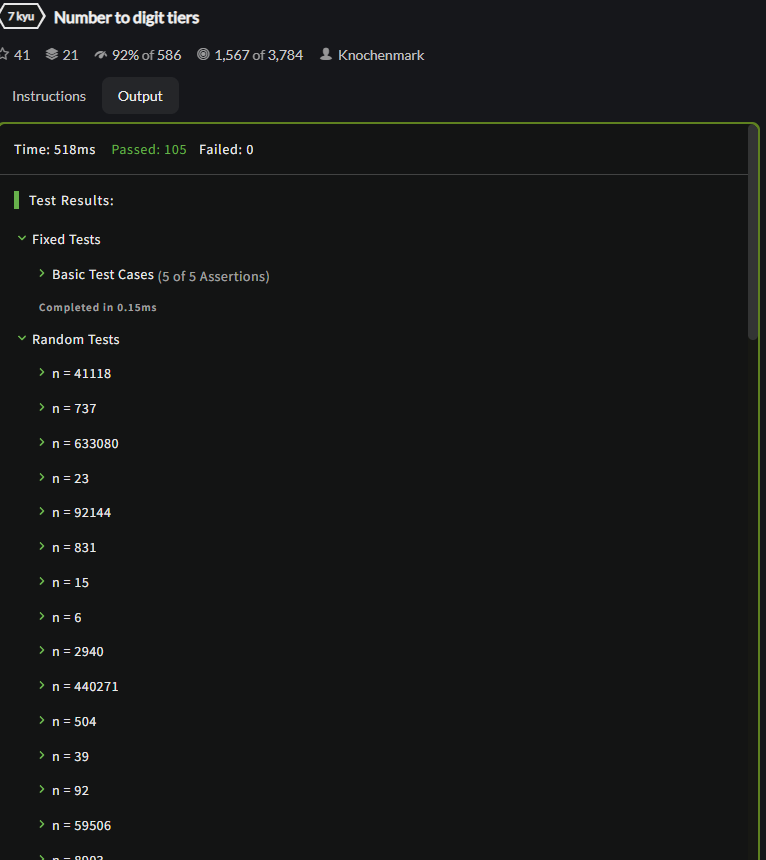 7 kyu Number to digit tiers
41 21 92% of 586 1,567 of 3,784 Knochenmark
Instructions Output
Time: 518ms Passed: 105 Failed: 0
Test Results:
Fixed Tests
Basic Test Cases (5 of 5 Assertions)
Completed in 0.15ms
Random Tests
n = 41118
n = 737
n = 633080
n = 23
n = 92144
n = 831
n = 15
n = 6
n = 2940
n = 440271
n = 504
n = 39
n = 92
n = 59506